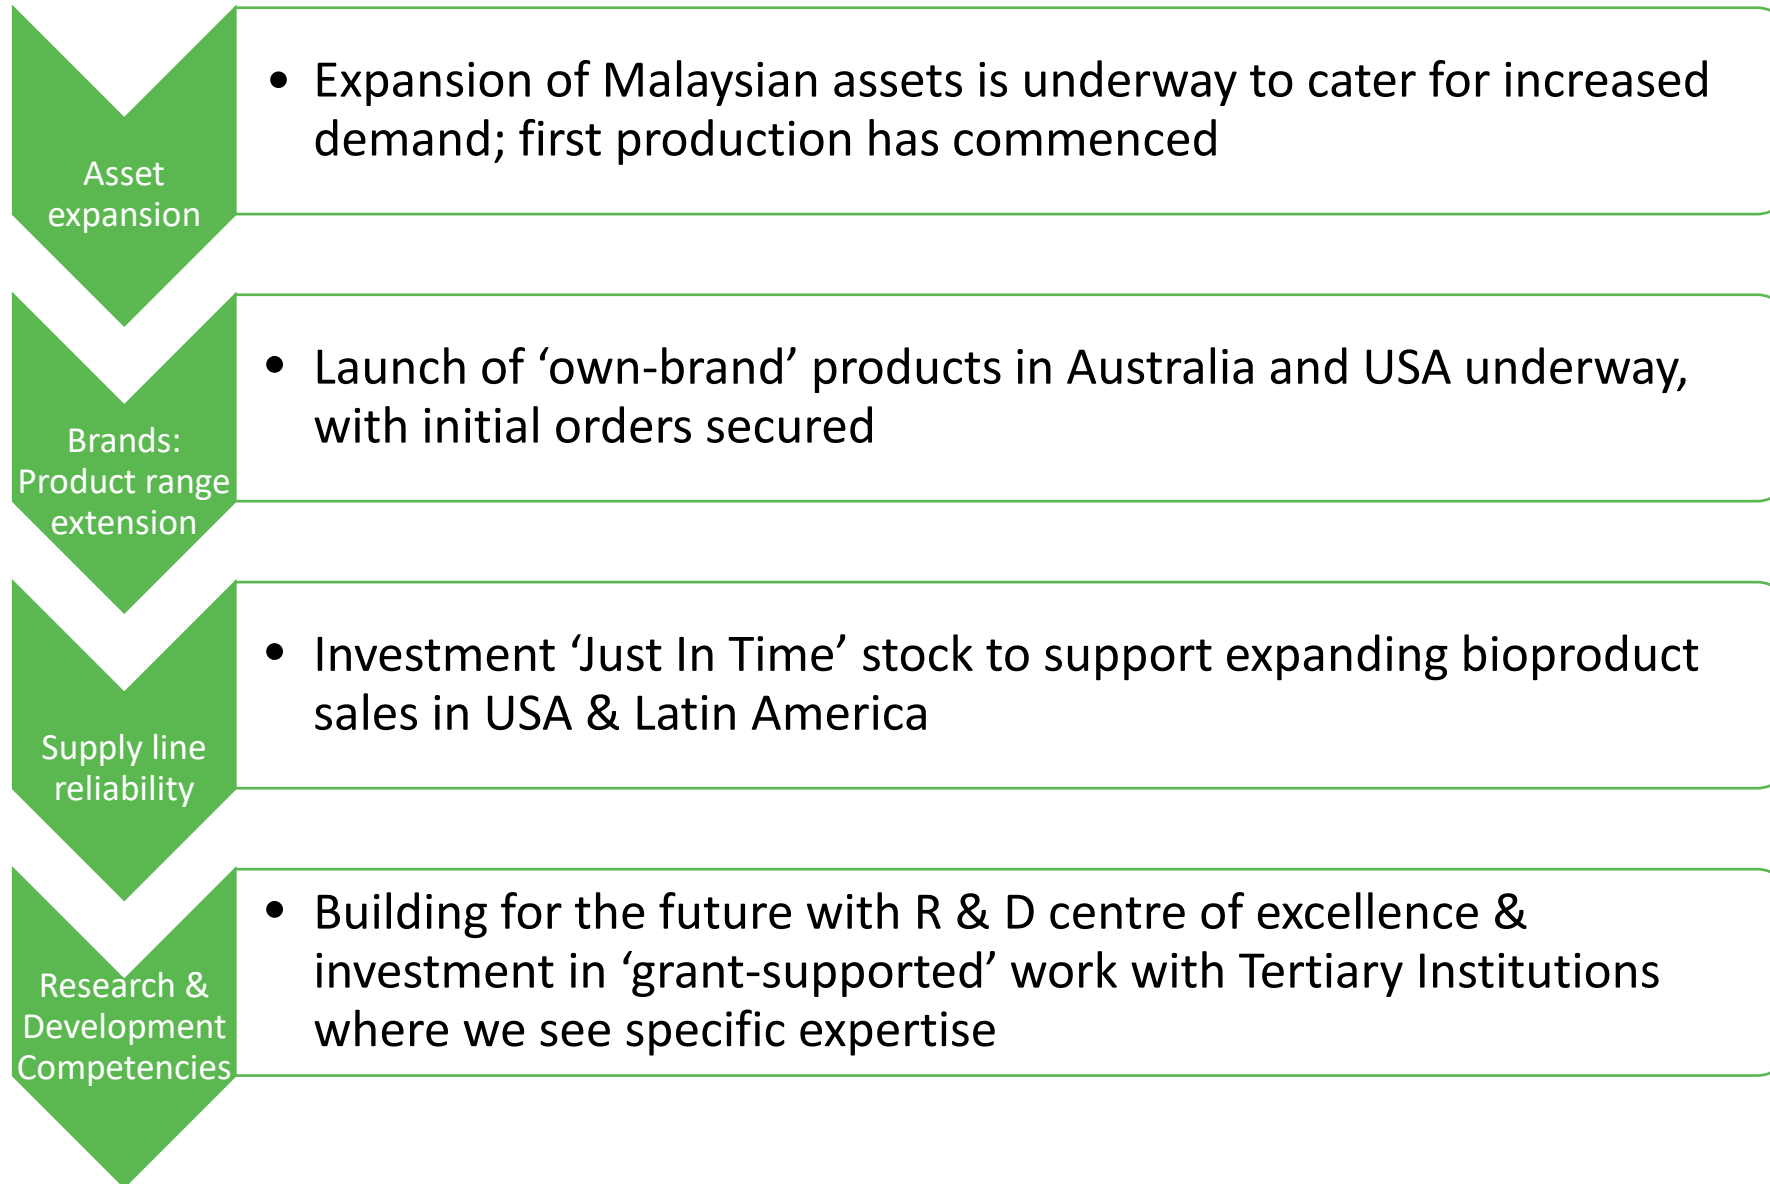 Asset
expansion
• Expansion of Malaysian assets is underway to cater for increased
demand; first production has commenced
Brands:
Product range
extension
• Launch of ‘own-brand’ products in Australia and USA underway,
with initial orders secured
Supply line
reliability
• Investment ‘Just In Time’ stock to support expanding bioproduct
sales in USA & Latin America
Research &
Development
Competencies
• Building for the future with R & D centre of excellence &
investment in ‘grant-supported’ work with Tertiary Institutions
where we see specific expertise